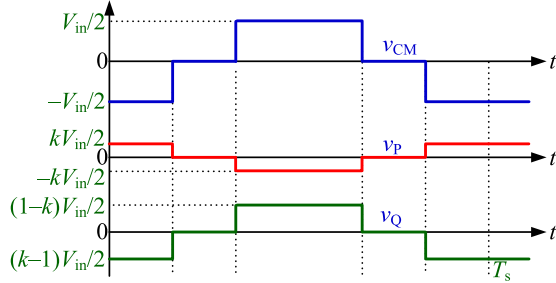 V_in/2
v_CM
0
t
−V_in/2
kV_in/2
v_P
0
t
−kV_in/2
(1−k)V_in/2
v_Q
0
t
(k−1)V_in/2
T_s